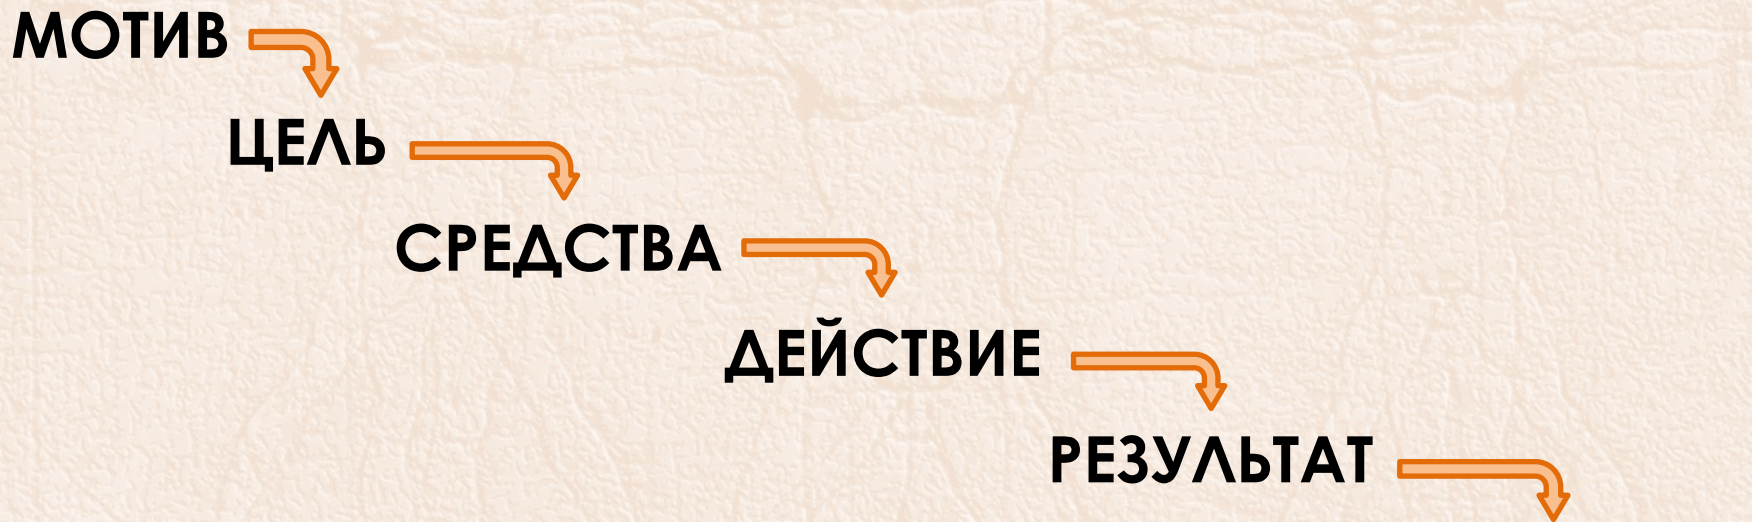 МОТИВ
ЦЕЛЬ
СРЕДСТВА
ДЕЙСТВИЕ
РЕЗУЛЬТАТ